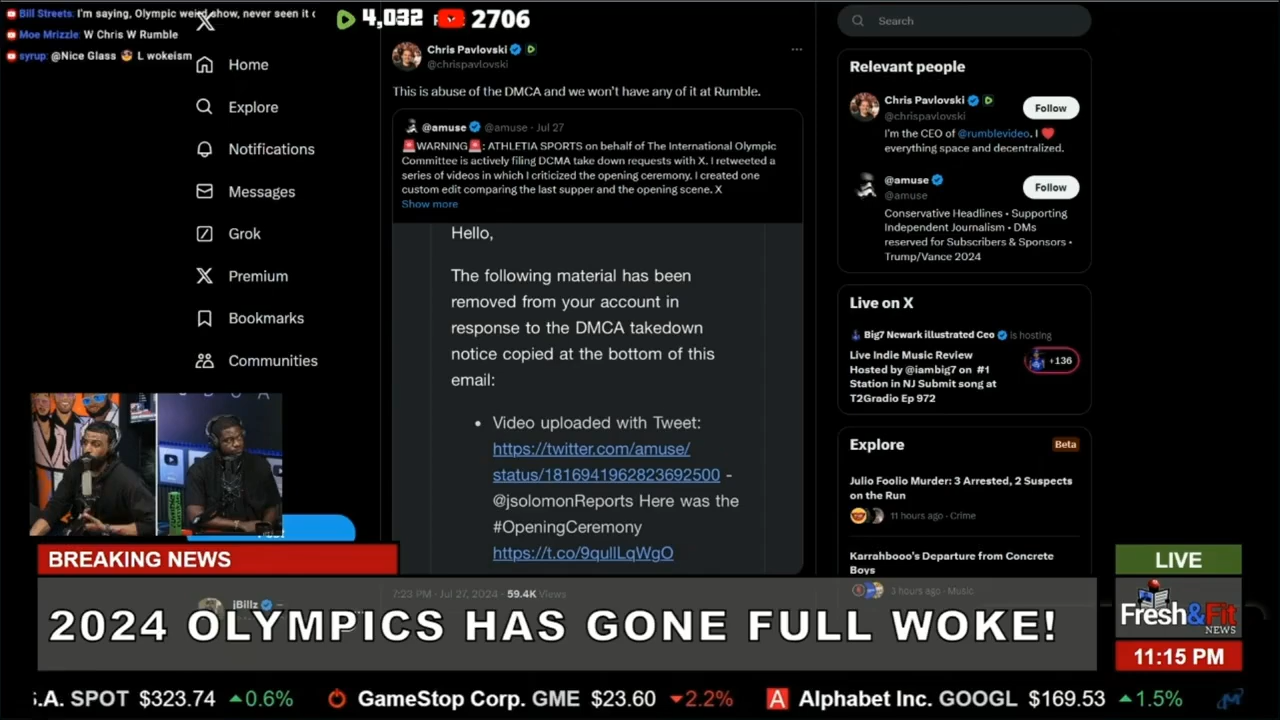 Bill Streets: I'm saying, Olympic weird show, never seen it
Moe Mrizzle: W Chris W Rumble
syrup: @Nice Glass L wokeism
4,032
2706
Home
Explore
Notifications
Messages
Grok
Premium
Bookmarks
Communities
Chris Pavlovski
@chrispavlovski
This is abuse of the DMCA and we won't have any of it at Rumble.
@amuse @amuse · Jul 27
🚨WARNING🚨: ATHLETIA SPORTS on behalf of The International Olympic
Committee is actively filing DCMA take down requests with X. I retweeted a
series of videos in which I criticized the opening ceremony. I created one
custom edit comparing the last supper and the opening scene. X
Show more
Hello,
The following material has been
removed from your account in
response to the DMCA takedown
notice copied at the bottom of this
email:
• Video uploaded with Tweet:
https://twitter.com/amuse/
status/1816941962823692500 -
@jsolomonReports Here was the
#OpeningCeremony
https://t.co/9qullLqWgO
7:23 PM · Jul 27, 2024 · 59.4K Views
jBillz
Search
Relevant people
Chris Pavlovski
@chrispavlovski
Follow
I'm the CEO of @rumblevideo. I ❤️
everything space and decentralized.
@amuse
@amuse
Follow
Conservative Headlines • Supporting
Independent Journalism • DMs
reserved for Subscribers & Sponsors •
Trump/Vance 2024
Live on X
Big7 Newark illustrated Ceo is hosting
Live Indie Music Review
Hosted by @iambig7 on #1
Station in NJ Submit song at
T2Gradio Ep 972
+136
Explore
Beta
Julio Foolio Murder: 3 Arrested, 2 Suspects
on the Run
11 hours ago · Crime
Karrahbooo's Departure from Concrete
Boys
3 hours ago · Music
BREAKING NEWS
2024 OLYMPICS HAS GONE FULL WOKE!
LIVE
Fresh&Fit
NEWS
11:15 PM
.A. SPOT $323.74 ▲0.6% GameStop Corp. GME $23.60 ▼2.2% Alphabet Inc. GOOGL $169.53 ▲1.5%